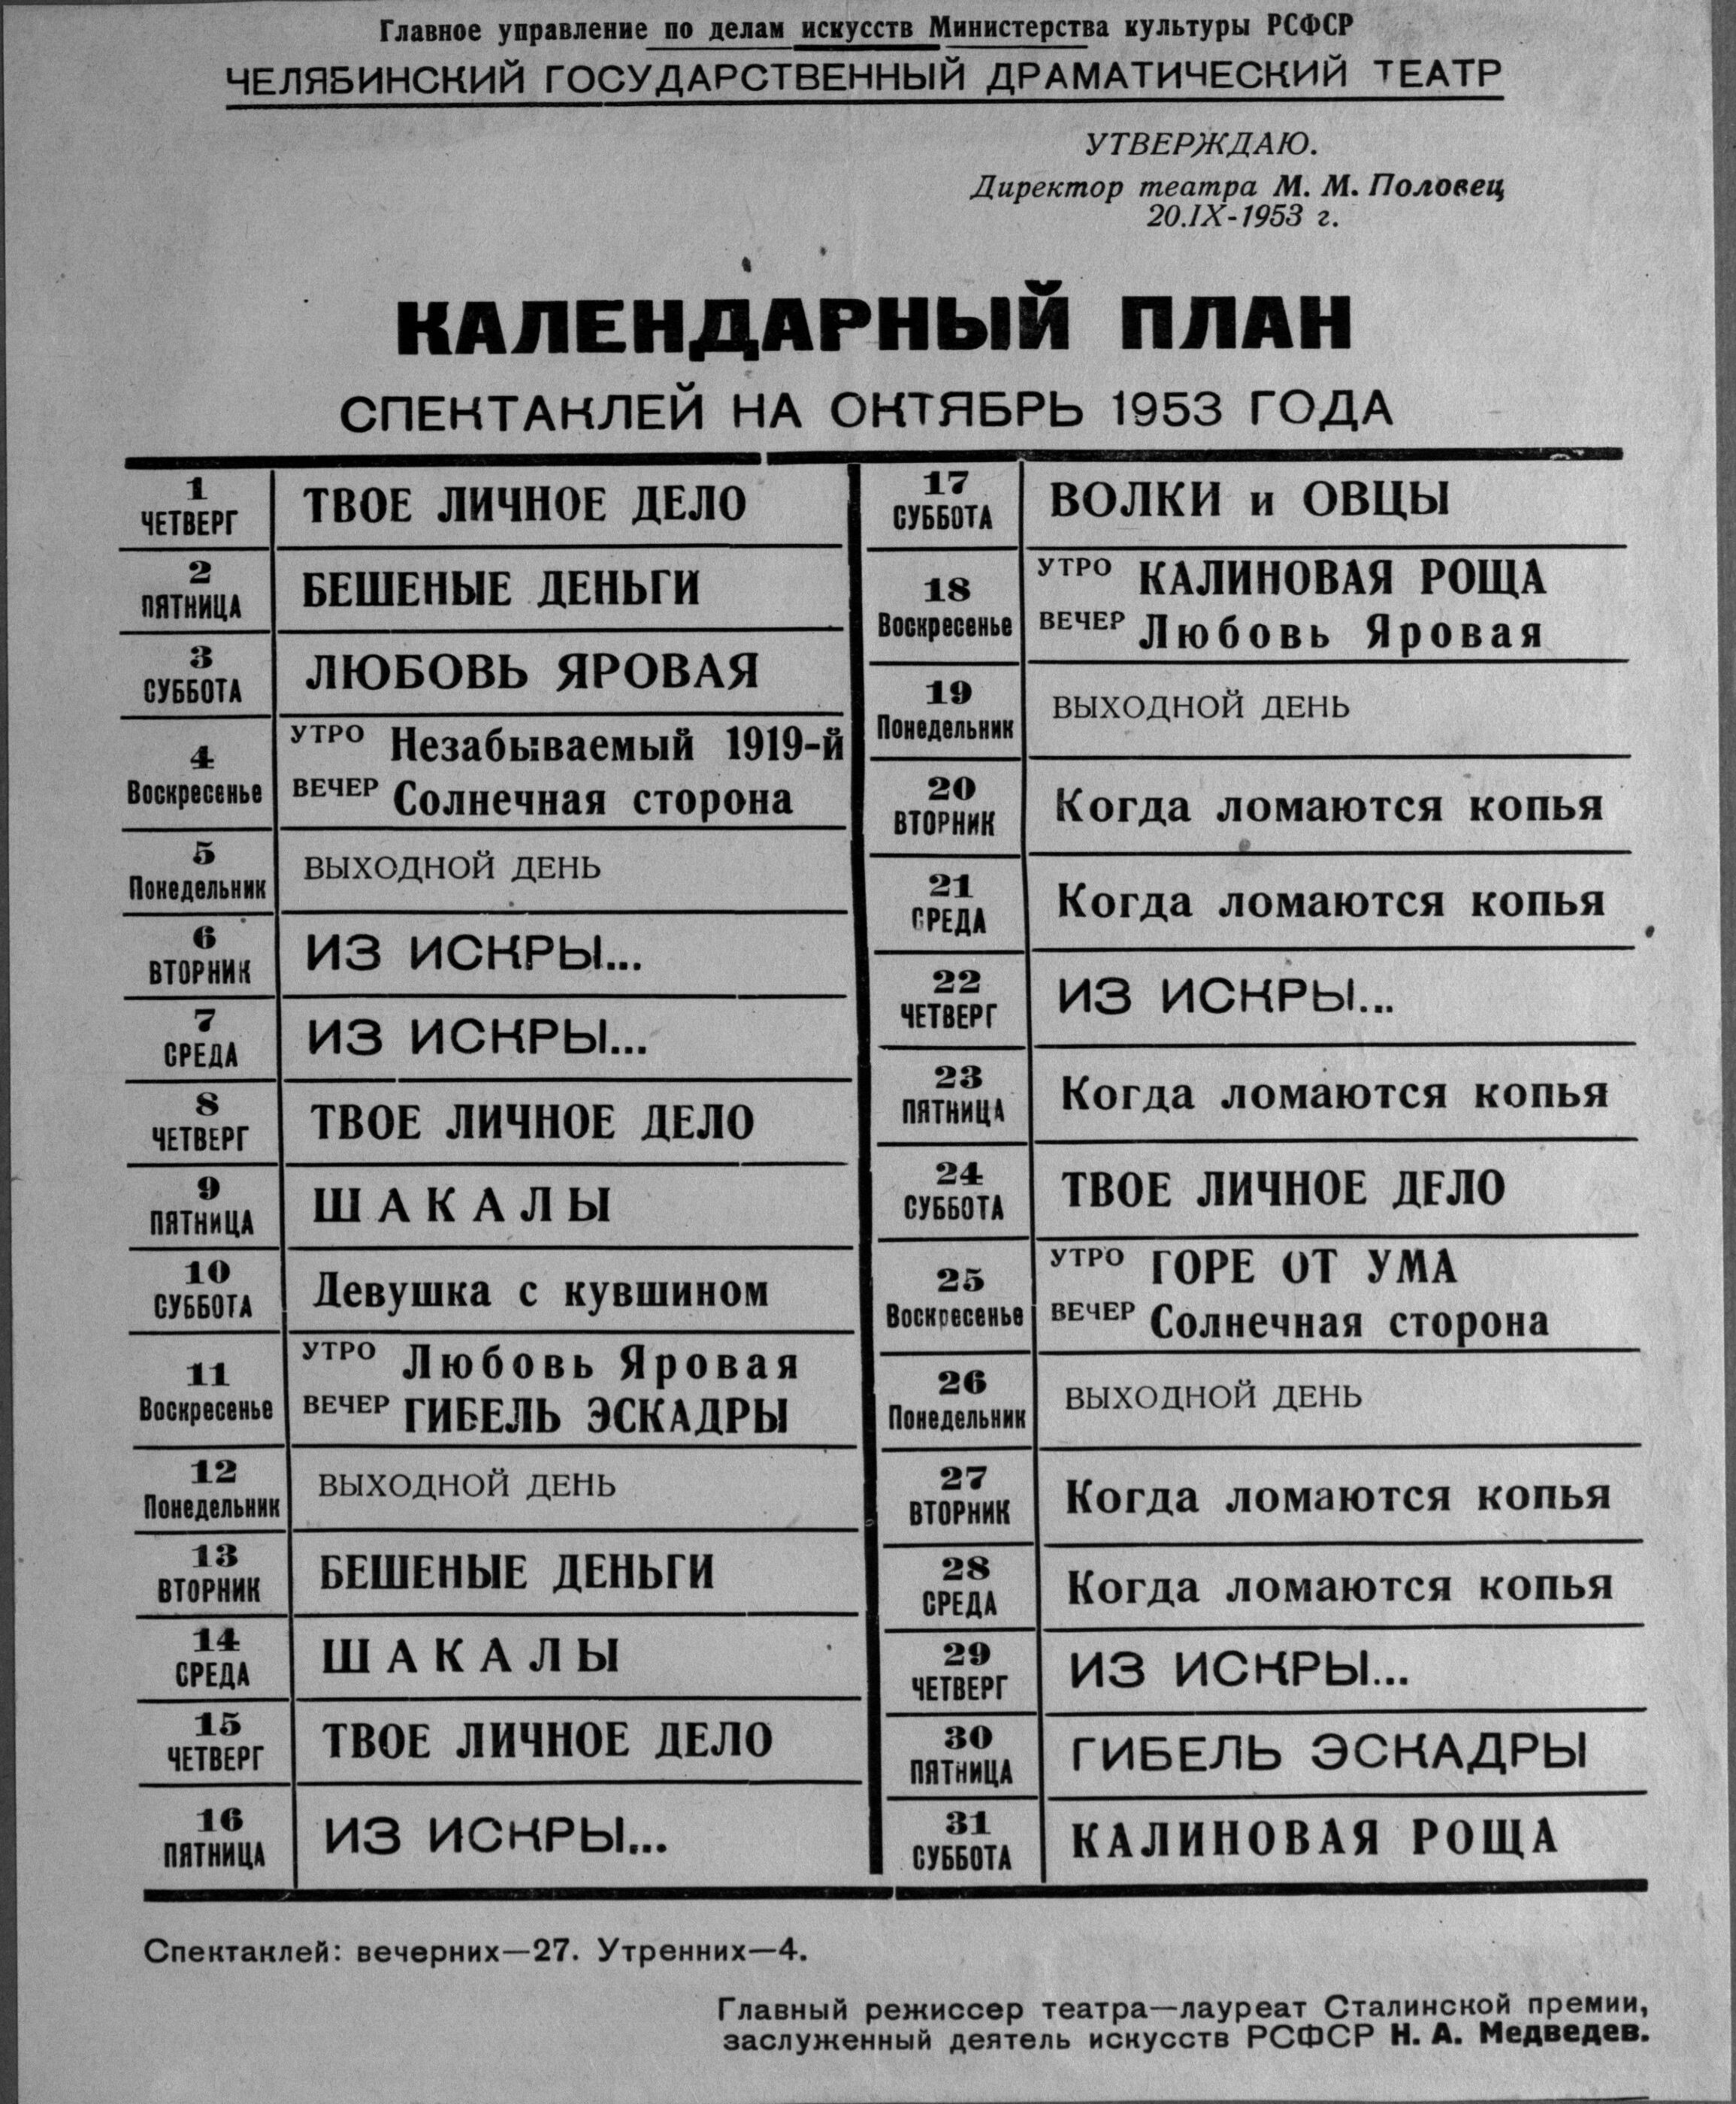 Главное управление по делам искусств Министерства культуры РСФСР
ЧЕЛЯБИНСКИЙ ГОСУДАРСТВЕННЫЙ ДРАМАТИЧЕСКИЙ ТЕАТР
УТВЕРЖДАЮ.
Директор театра М. М. Половец
20.IX-1953 г.
КАЛЕНДАРНЫЙ ПЛАН
СПЕКТАКЛЕЙ НА ОКТЯБРЬ 1953 ГОДА
1
ЧЕТВЕРГ
ТВОЕ ЛИЧНОЕ ДЕЛО
2
ПЯТНИЦА
БЕШЕНЫЕ ДЕНЬГИ
3
СУББОТА
ЛЮБОВЬ ЯРОВАЯ
4
Воскресенье
УТРО Незабываемый 1919-й
ВЕЧЕР Солнечная сторона
5
Понедельник
ВЫХОДНОЙ ДЕНЬ
6
ВТОРНИК
ИЗ ИСКРЫ...
7
СРЕДА
ИЗ ИСКРЫ...
8
ЧЕТВЕРГ
ТВОЕ ЛИЧНОЕ ДЕЛО
9
ПЯТНИЦА
ШАКАЛЫ
10
СУББОТА
Девушка с кувшином
11
Воскресенье
УТРО Любовь Яровая
ВЕЧЕР ГИБЕЛЬ ЭСКАДРЫ
12
Понедельник
ВЫХОДНОЙ ДЕНЬ
13
ВТОРНИК
БЕШЕНЫЕ ДЕНЬГИ
14
СРЕДА
ШАКАЛЫ
15
ЧЕТВЕРГ
ТВОЕ ЛИЧНОЕ ДЕЛО
16
ПЯТНИЦА
ИЗ ИСКРЫ...
17
СУББОТА
ВОЛКИ и ОВЦЫ
18
Воскресенье
УТРО КАЛИНОВАЯ РОЩА
ВЕЧЕР Любовь Яровая
19
Понедельник
ВЫХОДНОЙ ДЕНЬ
20
ВТОРНИК
Когда ломаются копья
21
СРЕДА
Когда ломаются копья
22
ЧЕТВЕРГ
ИЗ ИСКРЫ...
23
ПЯТНИЦА
Когда ломаются копья
24
СУББОТА
ТВОЕ ЛИЧНОЕ ДЕЛО
25
Воскресенье
УТРО ГОРЕ ОТ УМА
ВЕЧЕР Солнечная сторона
26
Понедельник
ВЫХОДНОЙ ДЕНЬ
27
ВТОРНИК
Когда ломаются копья
28
СРЕДА
Когда ломаются копья
29
ЧЕТВЕРГ
ИЗ ИСКРЫ...
30
ПЯТНИЦА
ГИБЕЛЬ ЭСКАДРЫ
31
СУББОТА
КАЛИНОВАЯ РОЩА
Спектаклей: вечерних—27. Утренних—4.
Главный режиссер театра—лауреат Сталинской премии,
заслуженный деятель искусств РСФСР Н. А. Медведев.